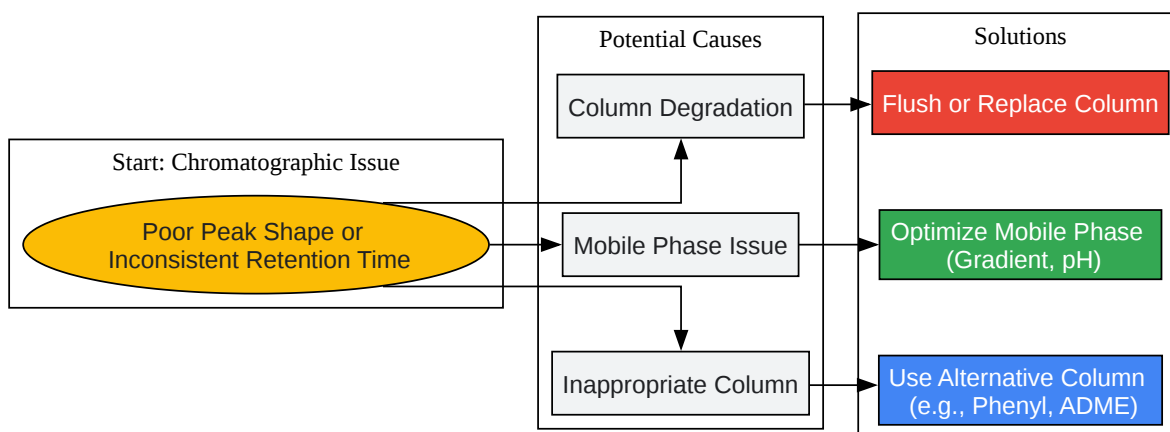 Start: Chromatographic Issue
Poor Peak Shape or
Inconsistent Retention Time
Potential Causes
Column Degradation
Mobile Phase Issue
Inappropriate Column
Solutions
Flush or Replace Column
Optimize Mobile Phase
(Gradient, pH)
Use Alternative Column
(e.g., Phenyl, ADME)